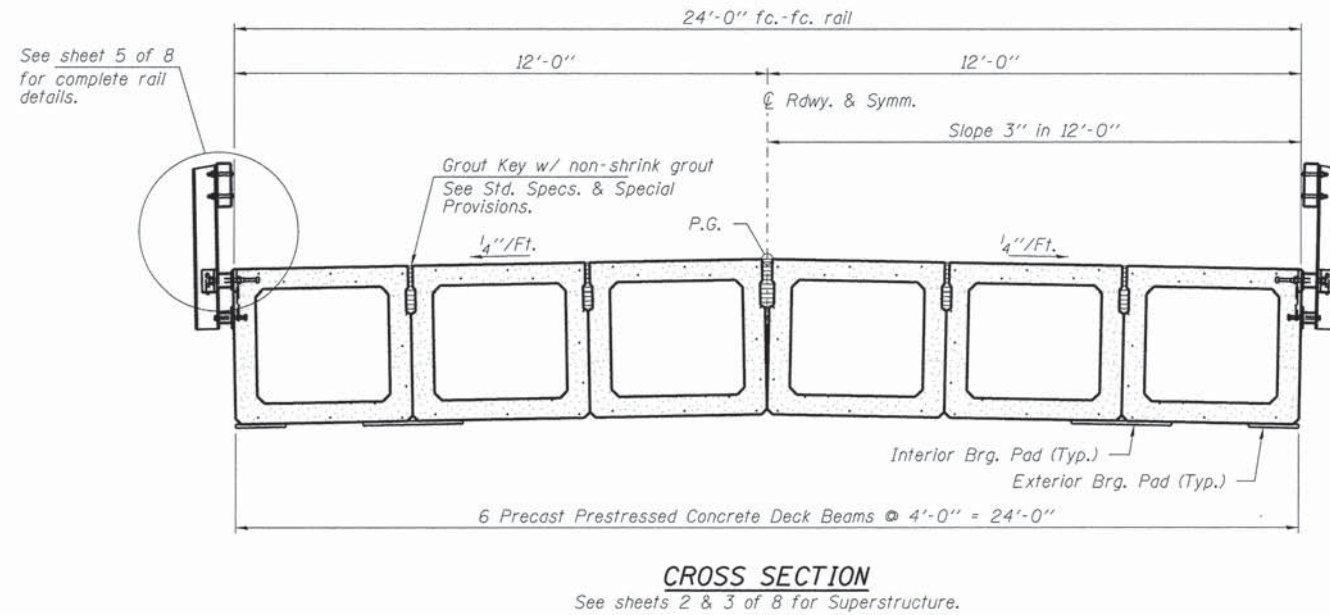 24'-0" fc.-fc. rail
See sheet 5 of 8
for complete rail
details.
12'-0"
12'-0"
℄ Rdwy. & Symm.
Slope 3" in 12'-0"
Grout Key w/ non-shrink grout
See Std. Specs. & Special
Provisions.
P.G.
1/4"/Ft.
1/4"/Ft.
Interior Brg. Pad (Typ.)
Exterior Brg. Pad (Typ.)
6 Precast Prestressed Concrete Deck Beams @ 4'-0" = 24'-0"
CROSS SECTION
See sheets 2 & 3 of 8 for Superstructure.